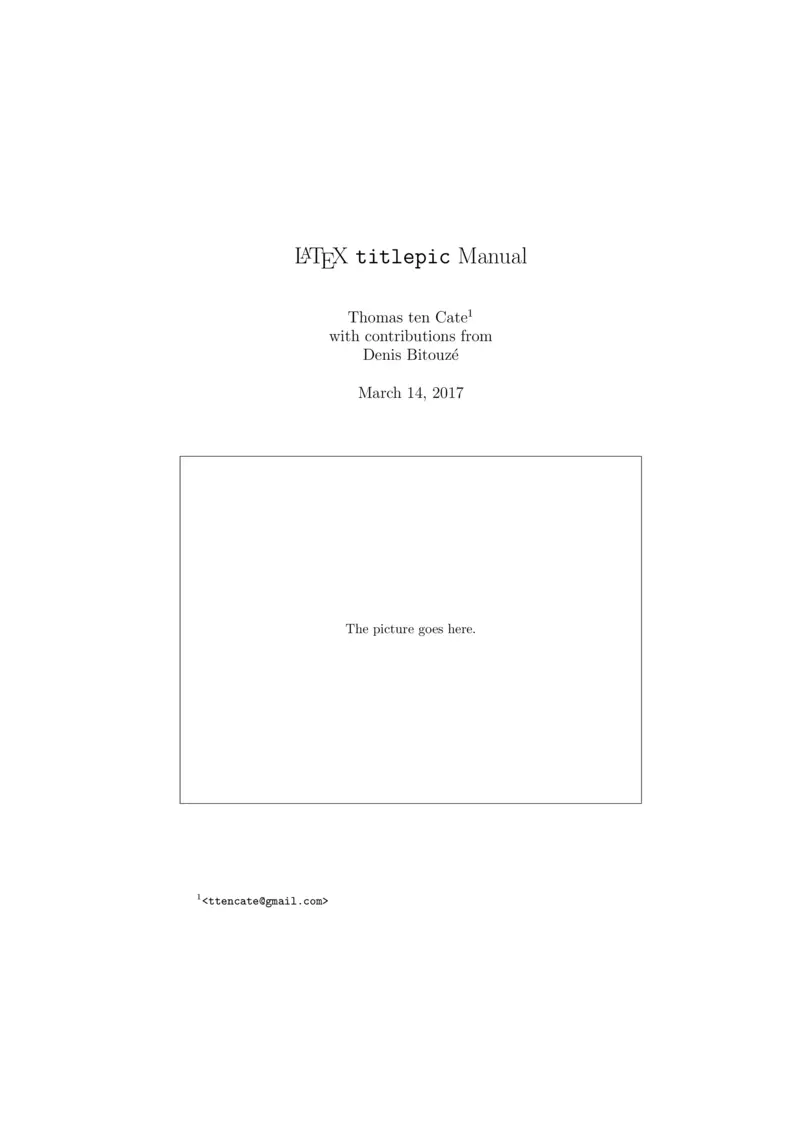 LATEX titlepic Manual
Thomas ten Cate¹
with contributions from
Denis Bitouzé
March 14, 2017
The picture goes here.
¹<ttencate@gmail.com>